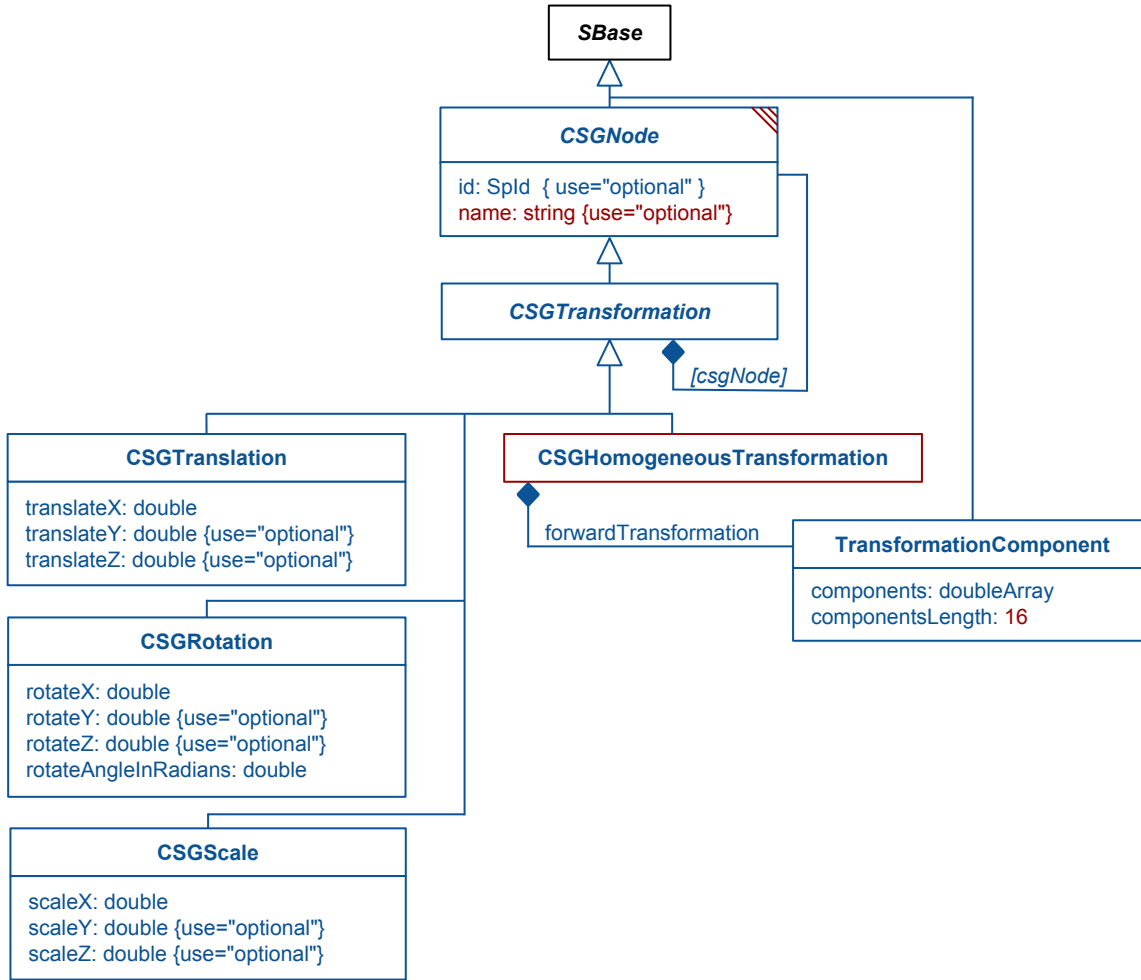 SBase
CSGNode
id: SpId  { use="optional" }
name: string {use="optional"}
CSGTransformation
[csgNode]
CSGTranslation
translateX: double
translateY: double {use="optional"}
translateZ: double {use="optional"}
CSGHomogeneousTransformation
forwardTransformation
TransformationComponent
components: doubleArray
componentsLength: 16
CSGRotation
rotateX: double
rotateY: double {use="optional"}
rotateZ: double {use="optional"}
rotateAngleInRadians: double
CSGScale
scaleX: double
scaleY: double {use="optional"}
scaleZ: double {use="optional"}